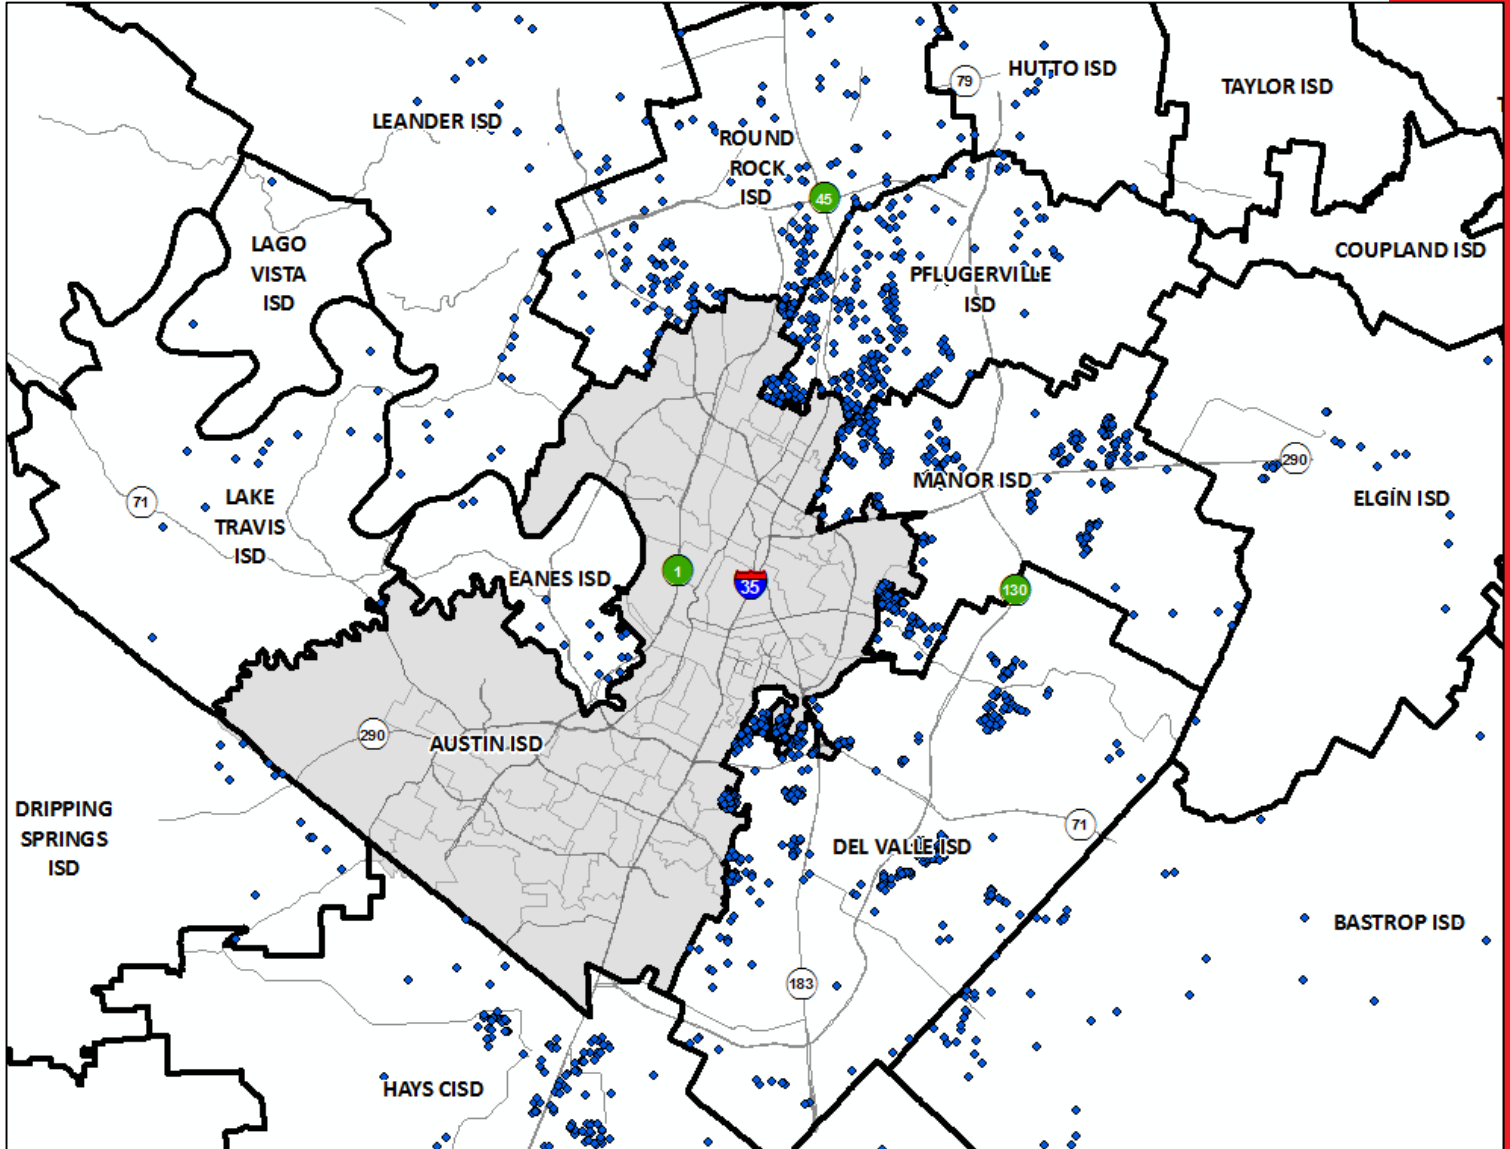 HUTTO ISD
79
TAYLOR ISD
LEANDER ISD
ROUND
ROCK
ISD
45
LAGO
VISTA
ISD
COUPLAND ISD
PFLUGERVILLE
ISD
290
MANOR ISD
ELGIN ISD
71
LAKE
TRAVIS
ISD
EANES ISD
1
35
130
290
AUSTIN ISD
DRIPPING
SPRINGS
ISD
71
DEL VALLE ISD
BASTROP ISD
183
HAYS CISD